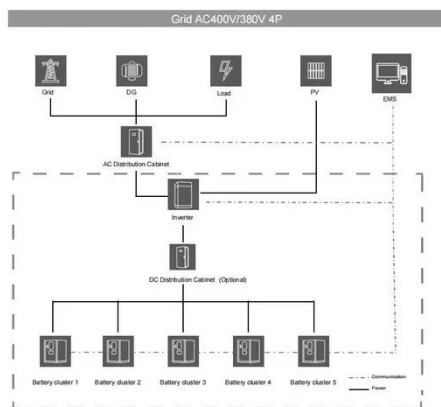 Grid AC400V/380V 4P
Grid
DG
Load
PV
EMS
AC Distribution Cabinet
Inverter
DC Distribution Cabinet (Optional)
Battery cluster 1
Battery cluster 2
Battery cluster 3
Battery cluster 4
Battery cluster 5
Communication
Power